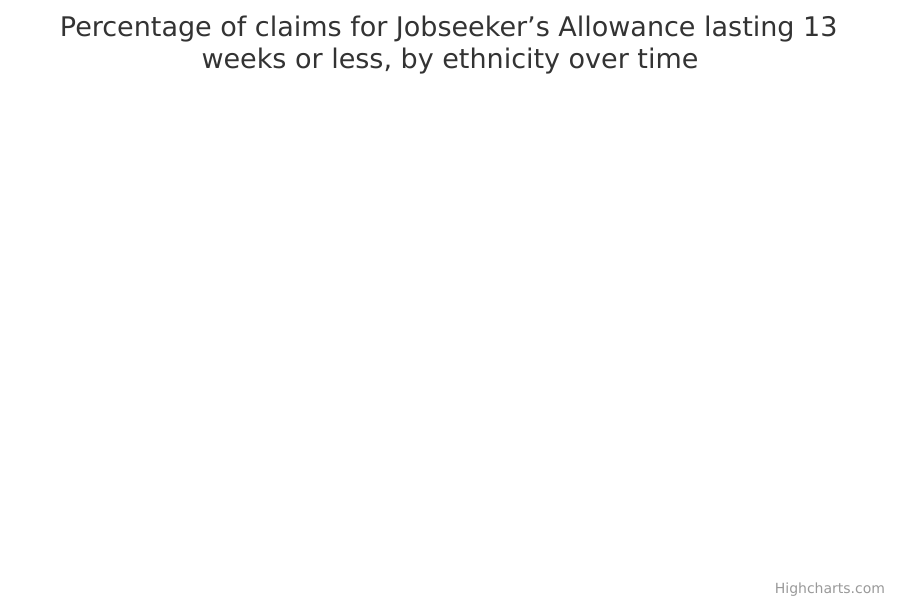 Percentage of claims for Jobseeker’s Allowance lasting 13
weeks or less, by ethnicity over time
Highcharts.com